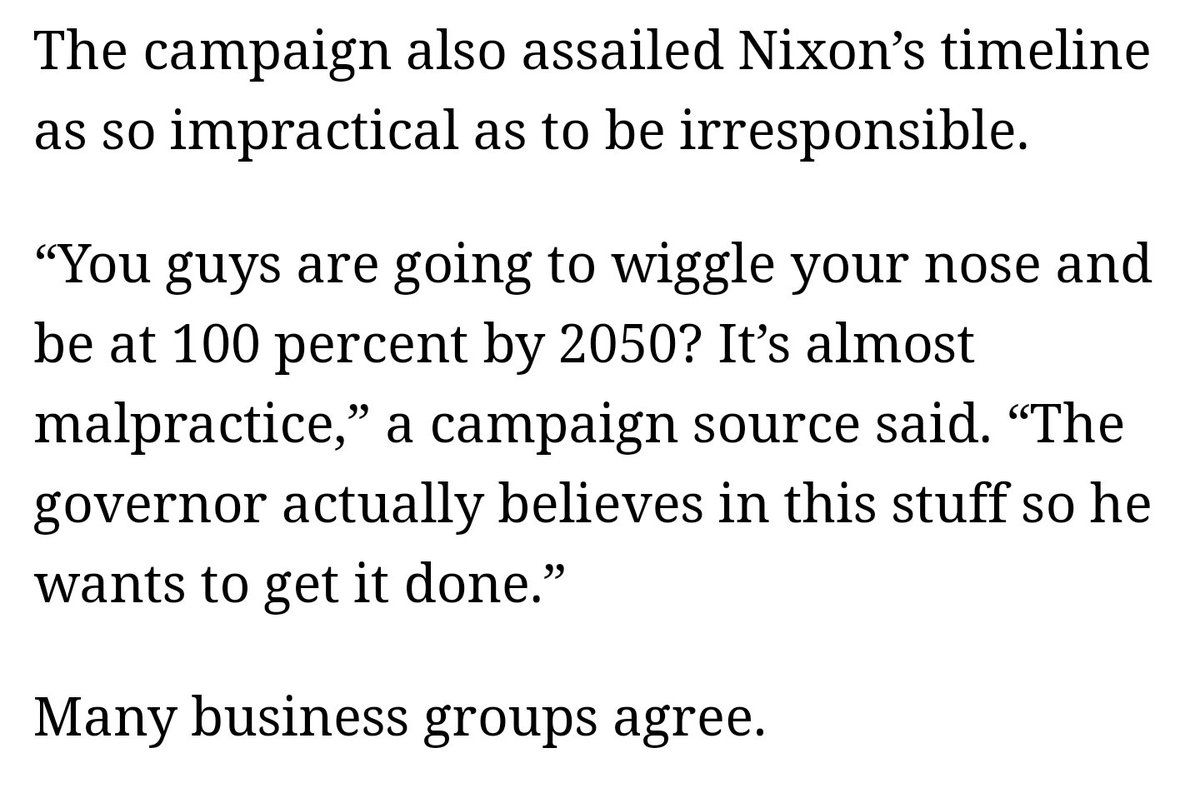 The campaign also assailed Nixon’s timeline
as so impractical as to be irresponsible.
“You guys are going to wiggle your nose and
be at 100 percent by 2050? It’s almost
malpractice,” a campaign source said. “The
governor actually believes in this stuff so he
wants to get it done.”
Many business groups agree.